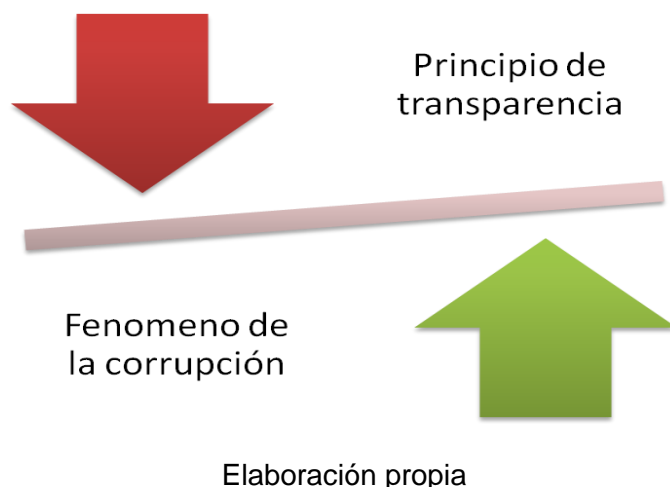 Principio de
transparencia
Fenomeno de
la corrupción
Elaboración propia